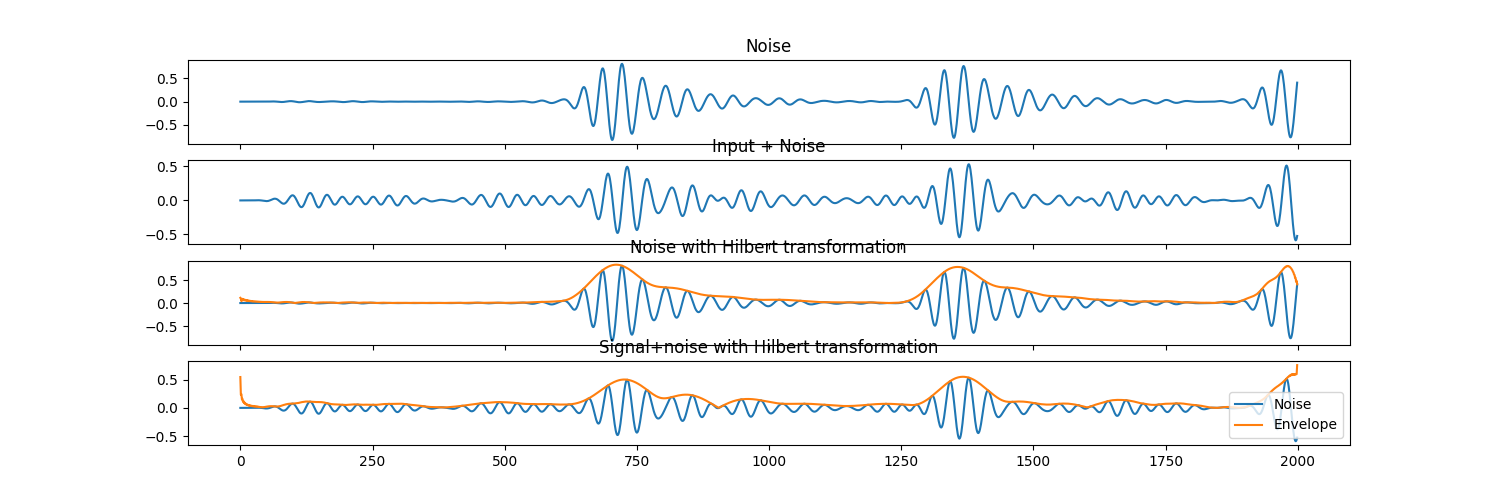 Noise
0.5
0.0
−0.5
Input + Noise
0.5
0.0
−0.5
Noise with Hilbert transformation
0.5
0.0
−0.5
Signal+noise with Hilbert transformation
0.5
0.0
−0.5
Noise
Envelope
0 250 500 750 1000 1250 1500 1750 2000